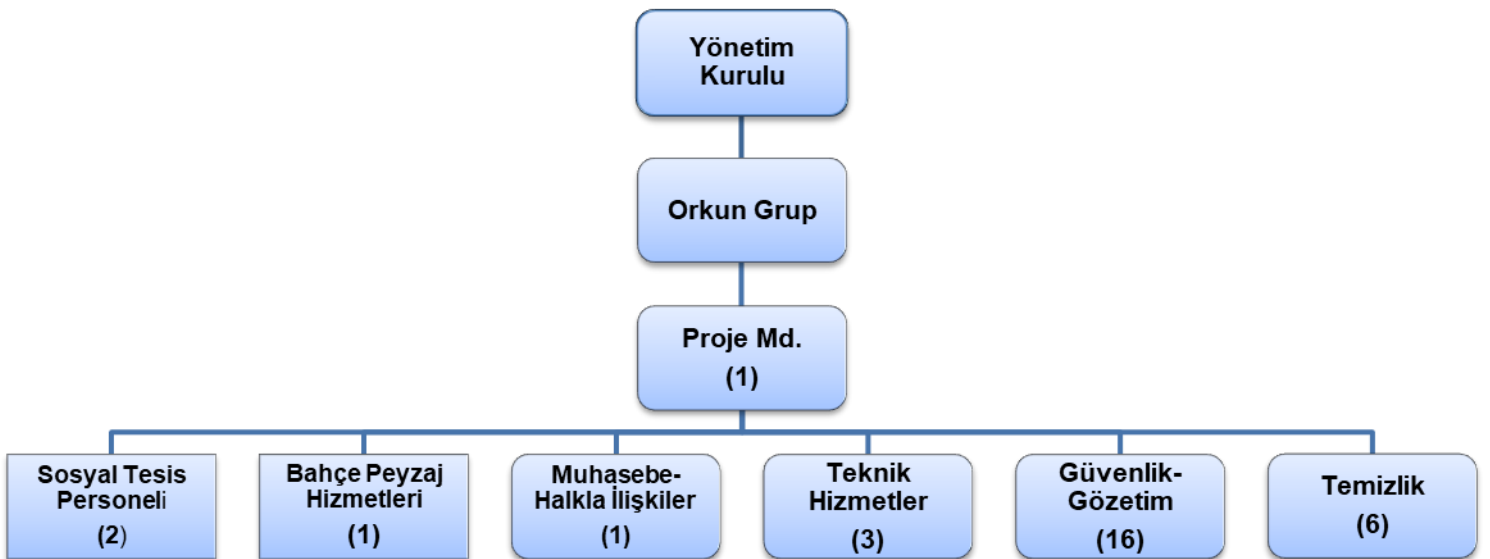 Yönetim
Kurulu
Orkun Grup
Proje Md.
(1)
Sosyal Tesis
Personeli
(2)
Bahçe Peyzaj
Hizmetleri
(1)
Muhasebe-
Halkla İlişkiler
(1)
Teknik
Hizmetler
(3)
Güvenlik-
Gözetim
(16)
Temizlik
(6)